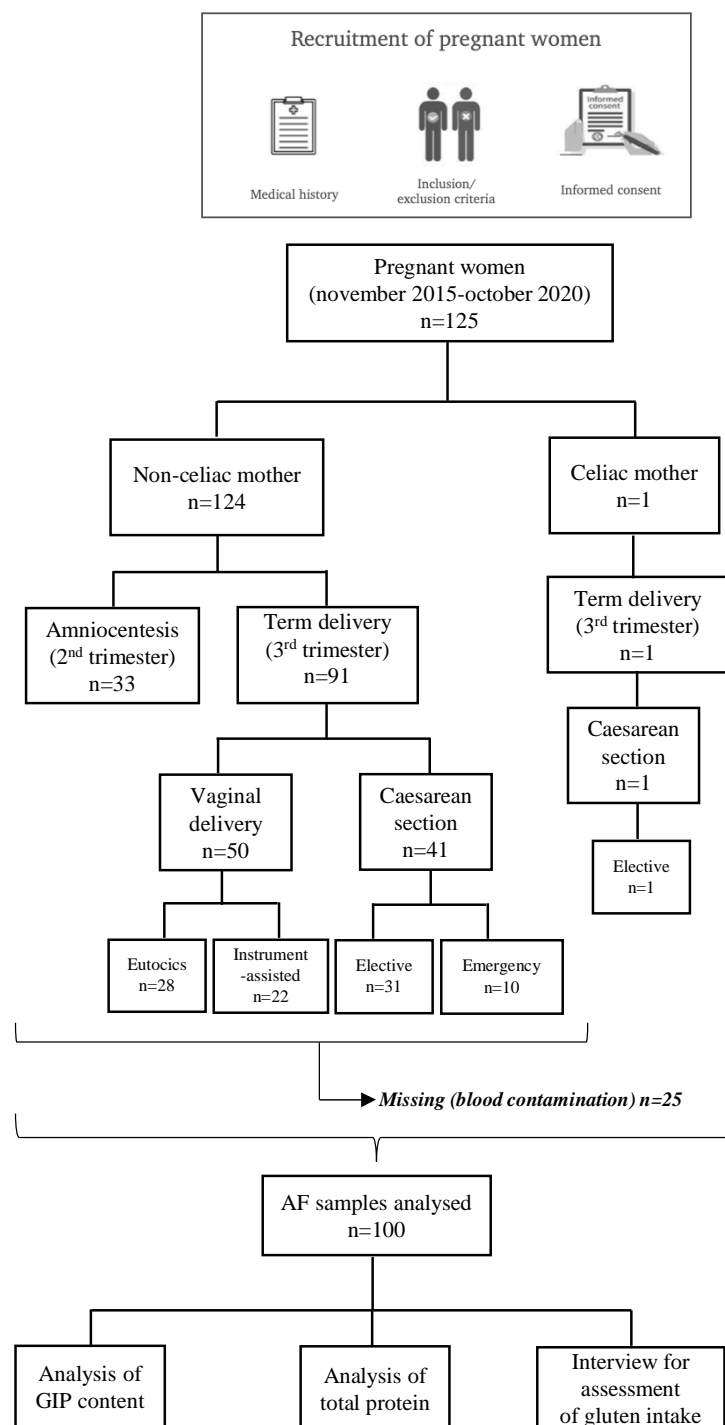 Recruitment of pregnant women
informed
consent
Medical history
Inclusion/
exclusion criteria
Informed consent
Pregnant women
(november 2015-october 2020)
n=125
Non-celiac mother
n=124
Celiac mother
n=1
Amniocentesis
(2nd trimester)
n=33
Term delivery
(3rd trimester)
n=91
Term delivery
(3rd trimester)
n=1
Vaginal
delivery
n=50
Caesarean
section
n=41
Caesarean
section
n=1
Eutocics
n=28
Instrument
-assisted
n=22
Elective
n=31
Emergency
n=10
Elective
n=1
Missing (blood contamination) n=25
AF samples analysed
n=100
Analysis of
GIP content
Analysis of
total protein
Interview for
assessment
of gluten intake